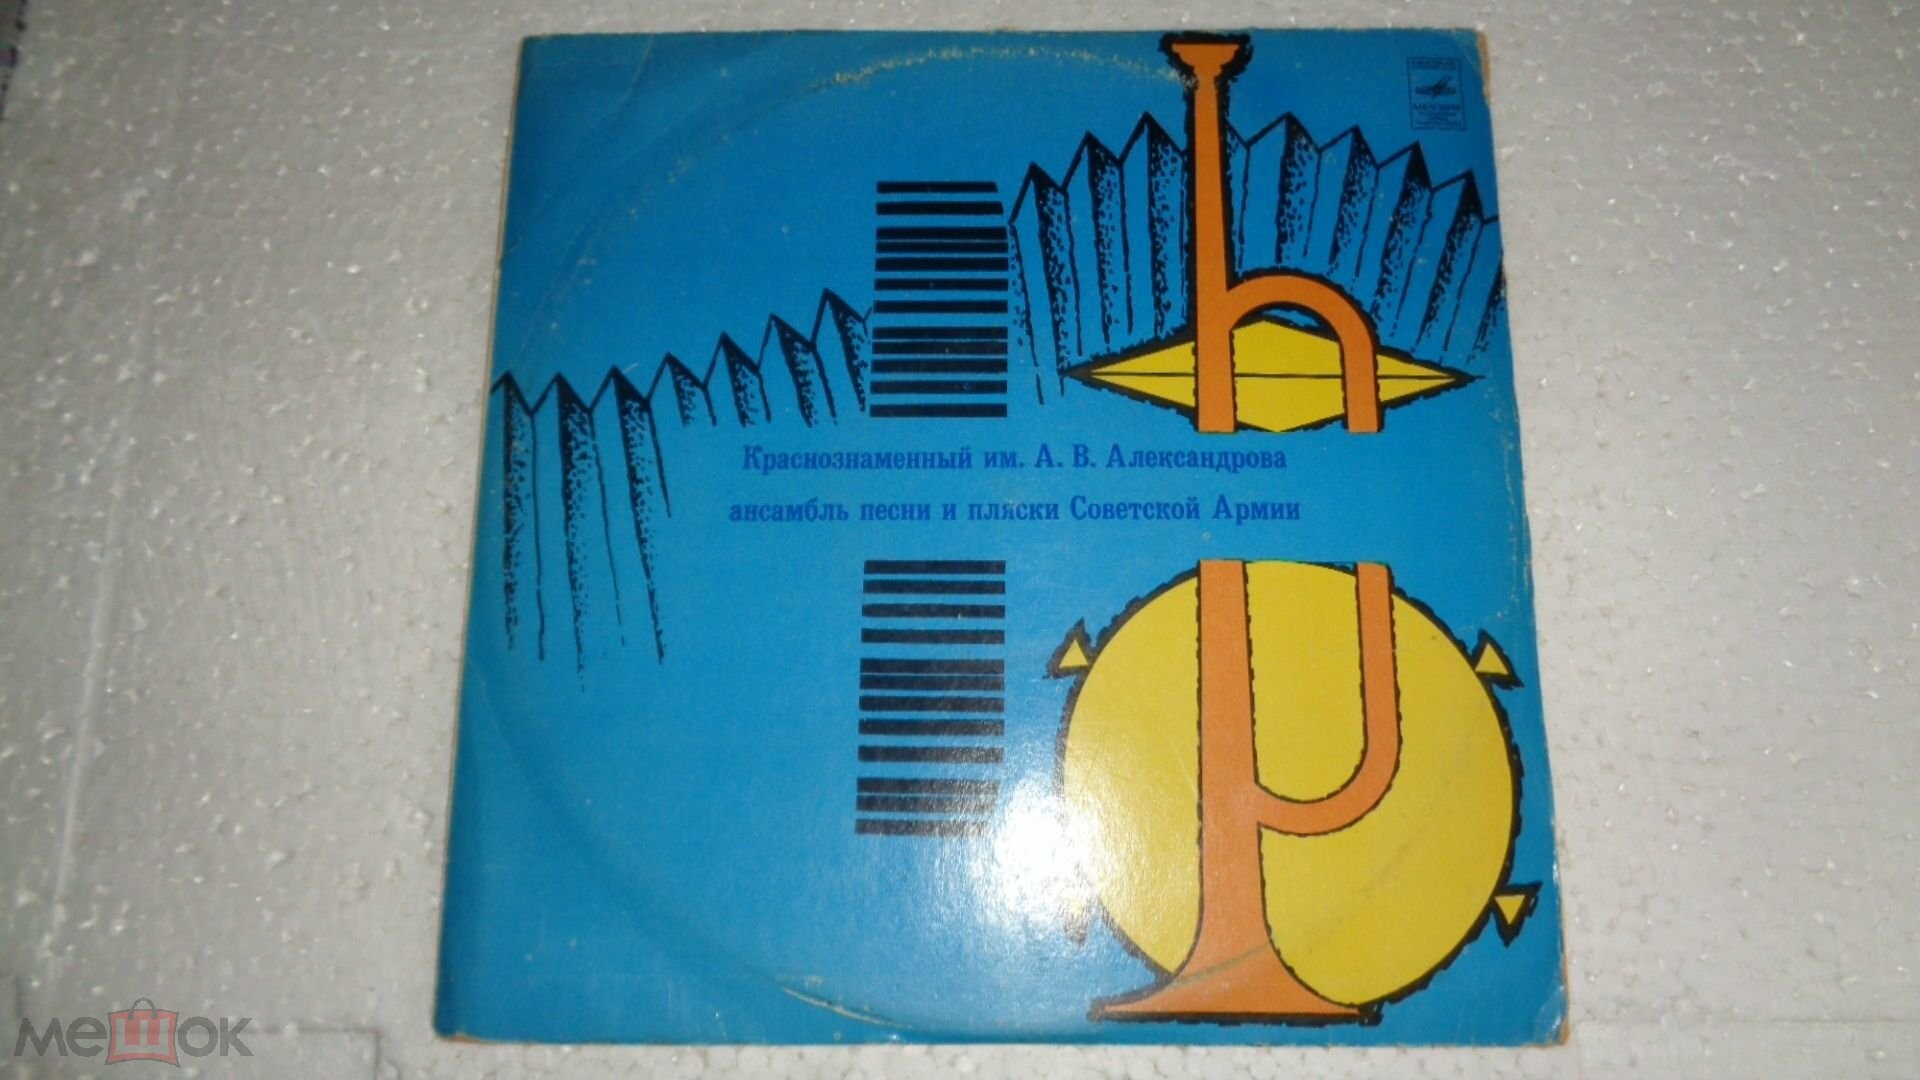 Краснознаменный им. А. В. Александрова
ансамбль песни и пляски Советской Армии
мешок